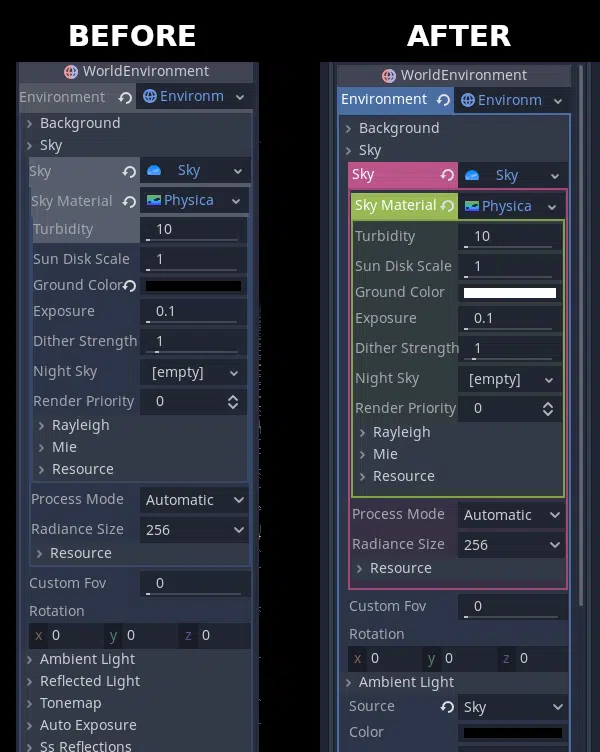 BEFORE
WorldEnvironment
Environment Environm
Background
Sky
Sky Sky
Sky Material Physica
Turbidity 10
Sun Disk Scale 1
Ground Color
Exposure 0.1
Dither Strength 1
Night Sky [empty]
Render Priority 0
Rayleigh
Mie
Resource
Process Mode Automatic
Radiance Size 256
Resource
Custom Fov 0
Rotation
x 0 y 0 z 0
Ambient Light
Reflected Light
Tonemap
Auto Exposure
Ss Reflections
AFTER
WorldEnvironment
Environment Environm
Background
Sky
Sky Sky
Sky Material Physica
Turbidity 10
Sun Disk Scale 1
Ground Color
Exposure 0.1
Dither Strength 1
Night Sky [empty]
Render Priority 0
Rayleigh
Mie
Resource
Process Mode Automatic
Radiance Size 256
Resource
Custom Fov 0
Rotation
x 0 y 0 z 0
Ambient Light
Source Sky
Color